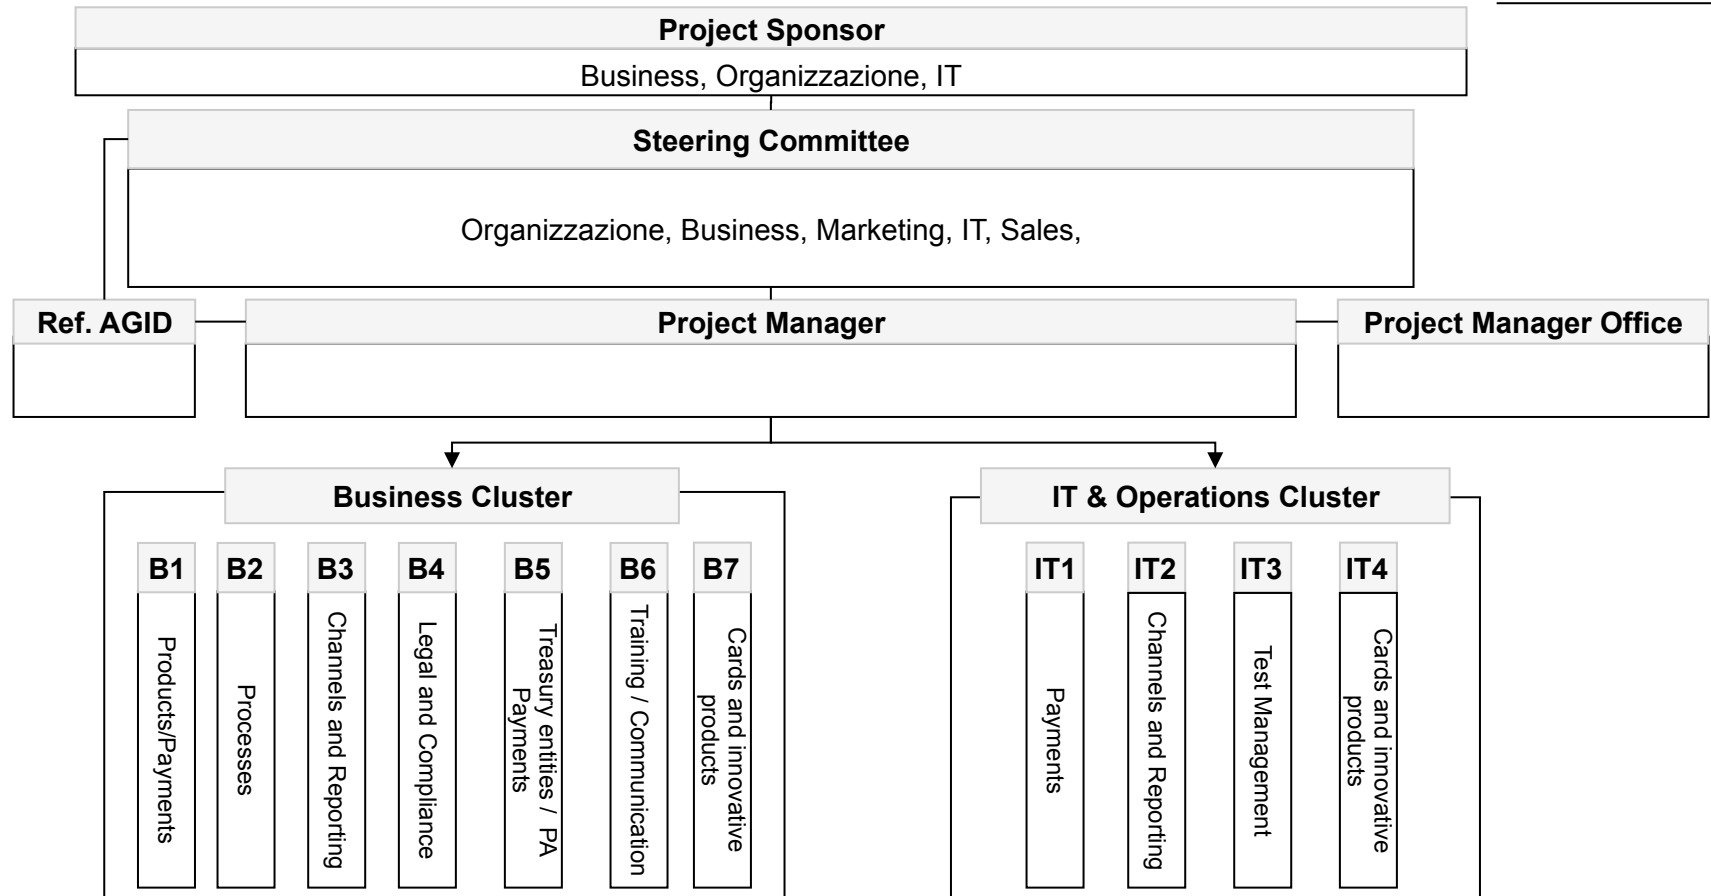 Project Sponsor
Business, Organizzazione, IT
Steering Committee
Organizzazione, Business, Marketing, IT, Sales,
Ref. AGID
Project Manager
Project Manager Office
Business Cluster
IT & Operations Cluster
B1
B2
B3
B4
B5
B6
B7
IT1
IT2
IT3
IT4
Products/Payments
Processes
Channels and Reporting
Legal and Compliance
Treasury entities / PA
Payments
Training / Communication
Cards and innovative
products
Payments
Channels and Reporting
Test Management
Cards and innovative
products